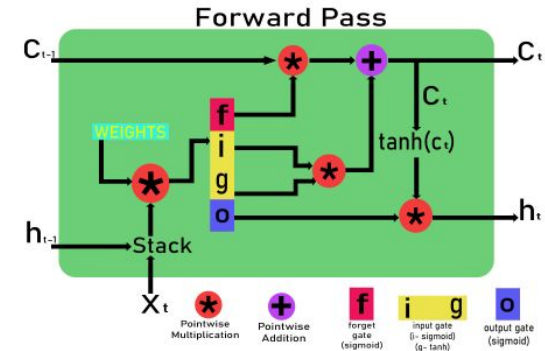 Forward Pass
Ct-1
Ct
Ct
f
WEIGHTS
i
tanh(ct)
g
o
ht-1
ht
Stack
Xt
f
i g
o
Pointwise
Multiplication
Pointwise
Addition
forget
gate
(sigmoid)
input gate
(i- sigmoid)
(g- tanh)
output gate
(sigmoid)